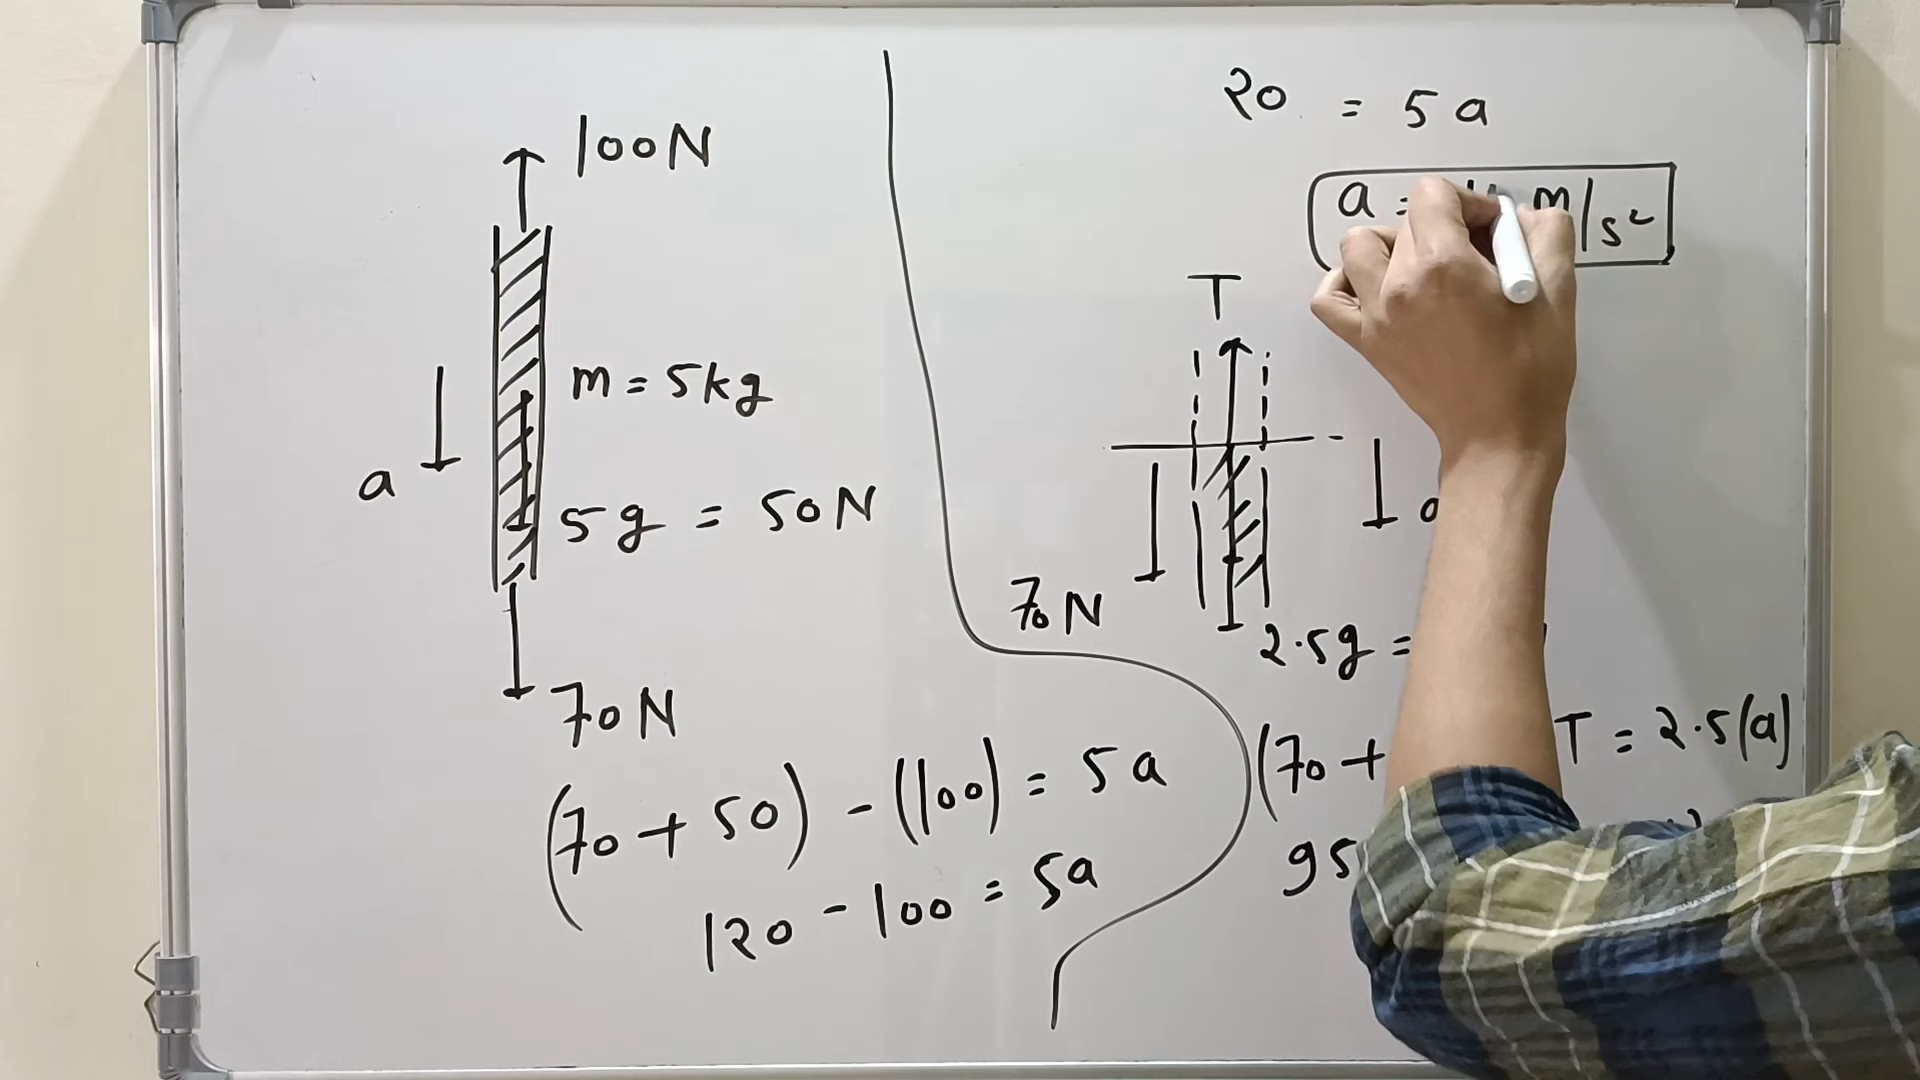 100N
m = 5kg
a
5g = 50N
70N
(70 + 50) - (100) = 5a
120 - 100 = 5a
20 = 5a
a = 4 m/s²
T
70N
2.5g =
(70 +
T = 2.5(a)
95